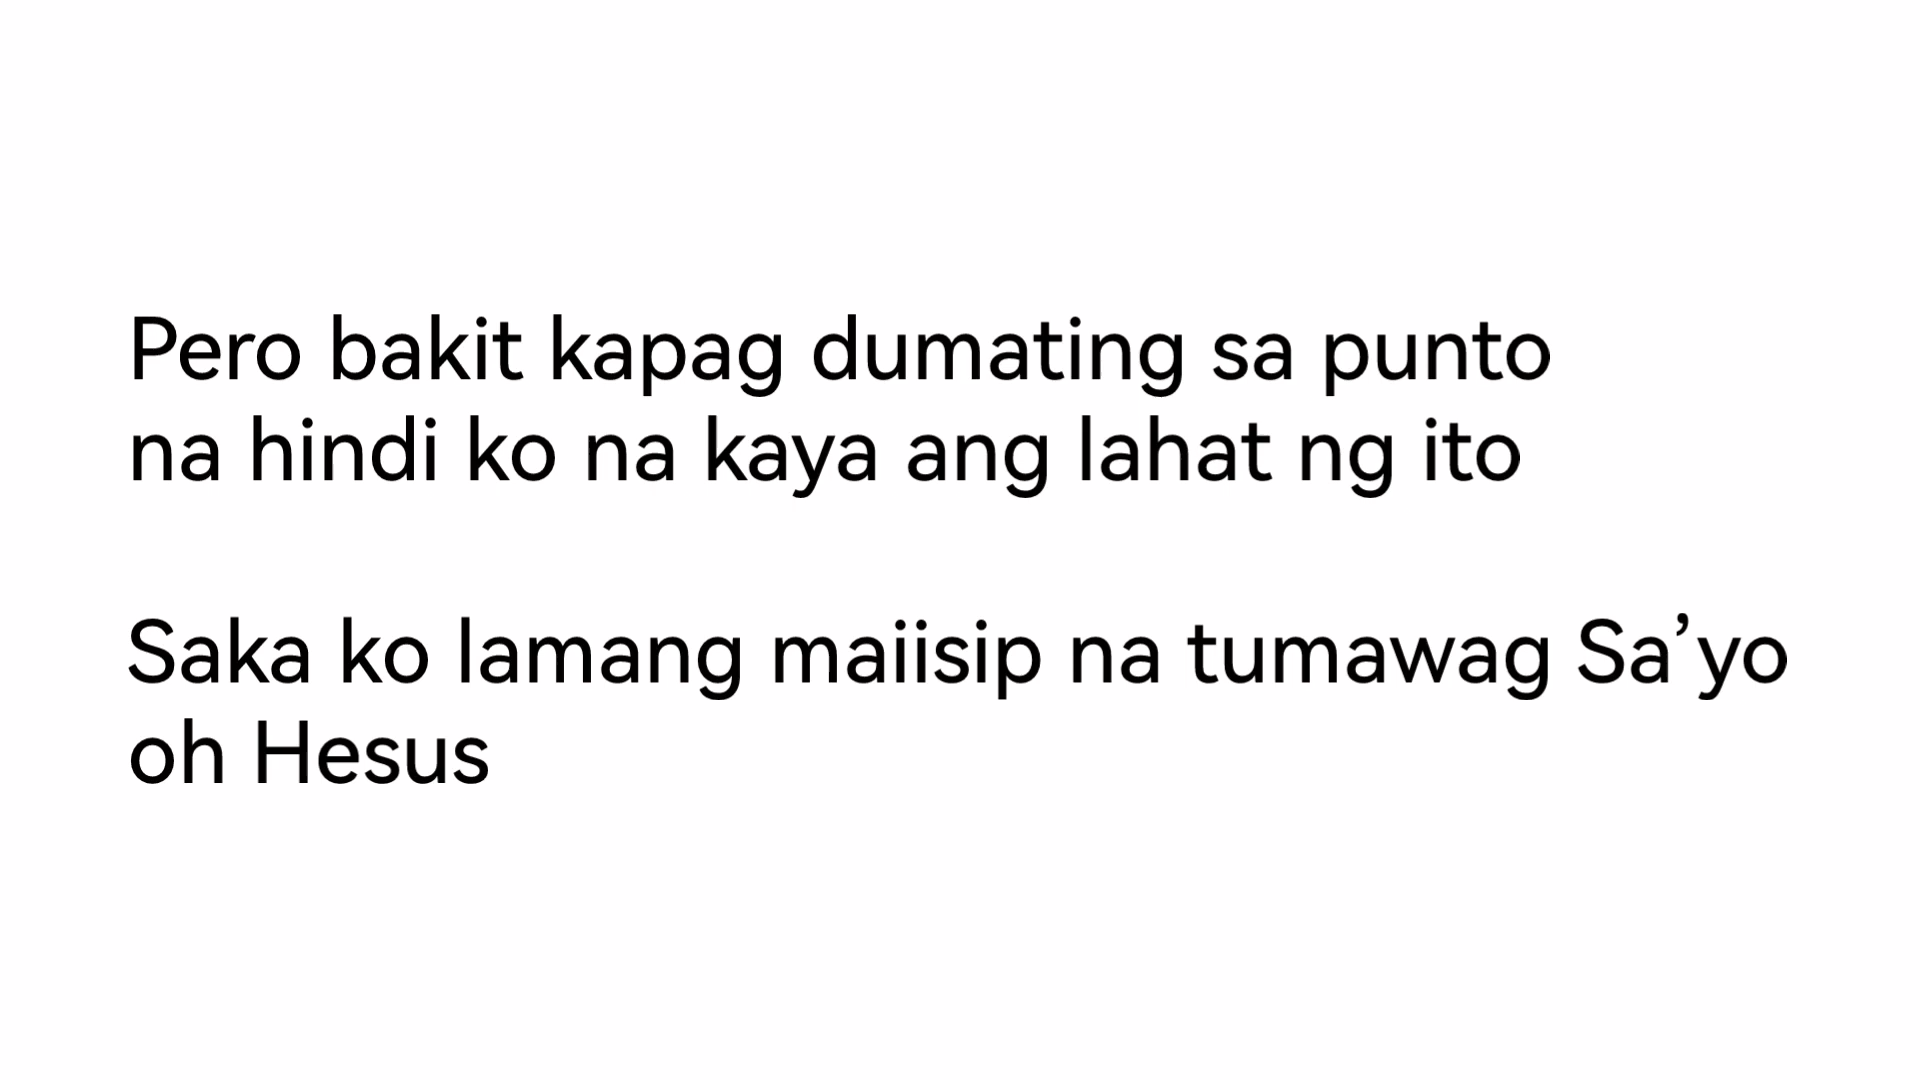 Pero bakit kapag dumating sa punto
na hindi ko na kaya ang lahat ng ito
Saka ko lamang maiisip na tumawag Sa’yo
oh Hesus